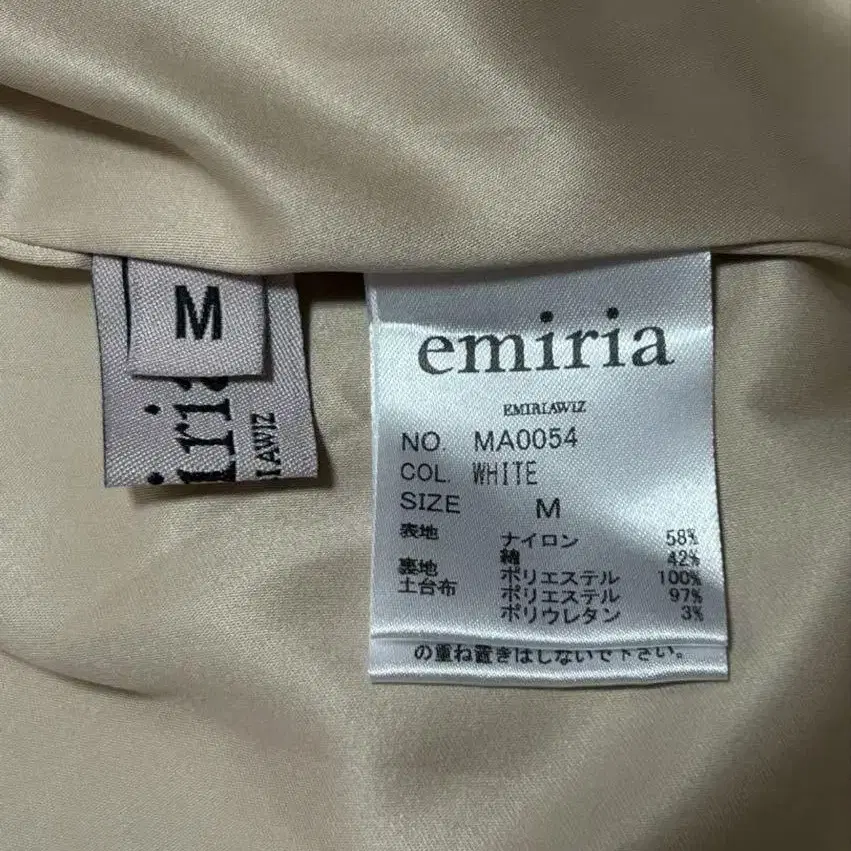 M
iria
IAWIZ
emiria
EMIRIAWIZ
NO. MA0054
COL. WHITE
SIZE M
表地 ナイロン 58%
綿 42%
裏地 ポリエステル 100%
土台布 ポリエステル 97%
ポリウレタン 3%
の重ね置きはしないで下さい。